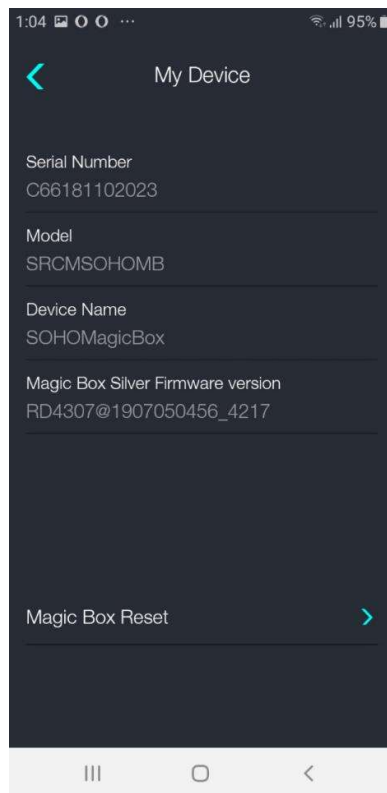 1:04 O O ... 95%
My Device
Serial Number
C66181102023
Model
SRCMSOHOMB
Device Name
SOHOMagicBox
Magic Box Silver Firmware version
RD4307@1907050456_4217
Magic Box Reset